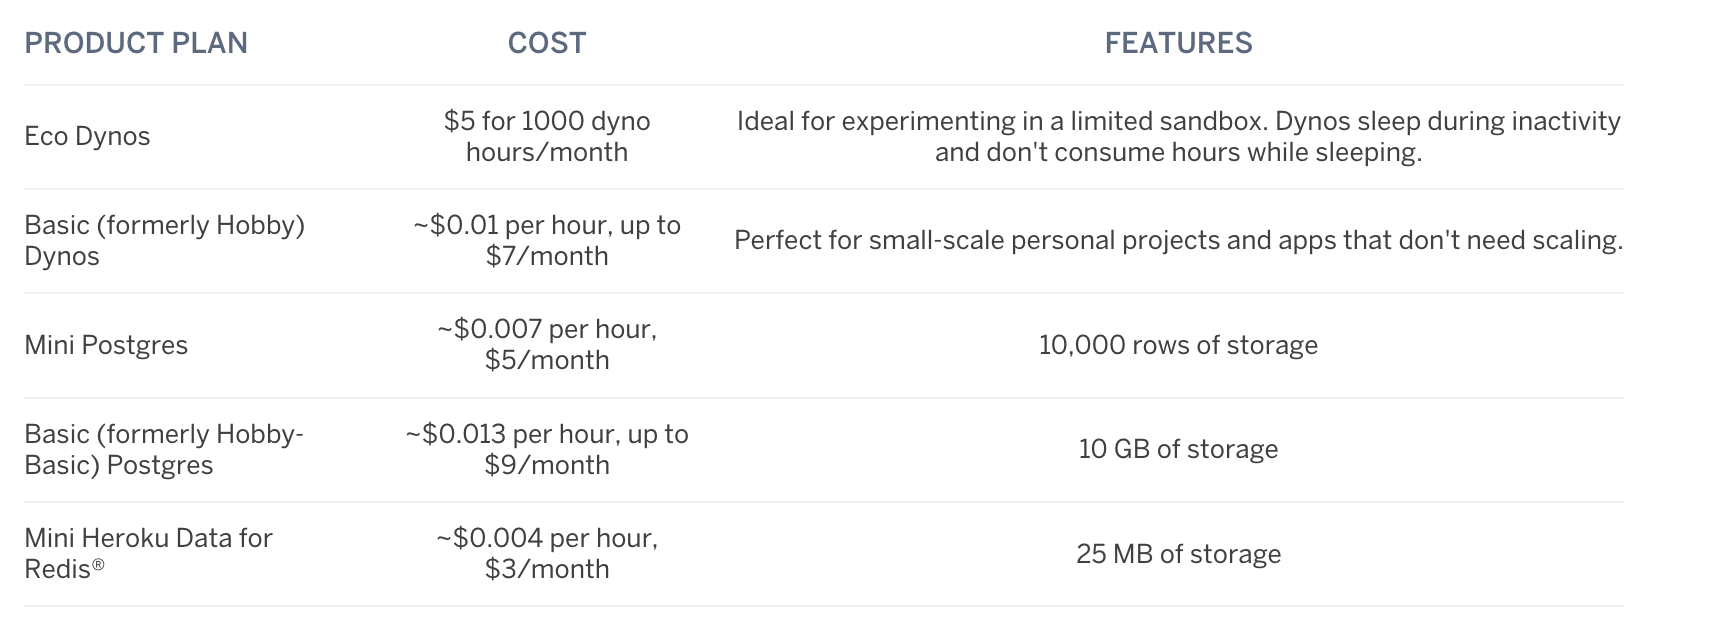 PRODUCT PLAN COST FEATURES
Eco Dynos
$5 for 1000 dyno
hours/month
Ideal for experimenting in a limited sandbox. Dynos sleep during inactivity
and don't consume hours while sleeping.
Basic (formerly Hobby)
Dynos
~$0.01 per hour, up to
$7/month
Perfect for small-scale personal projects and apps that don't need scaling.
Mini Postgres
~$0.007 per hour,
$5/month
10,000 rows of storage
Basic (formerly Hobby-
Basic) Postgres
~$0.013 per hour, up to
$9/month
10 GB of storage
Mini Heroku Data for
Redis®
~$0.004 per hour,
$3/month
25 MB of storage